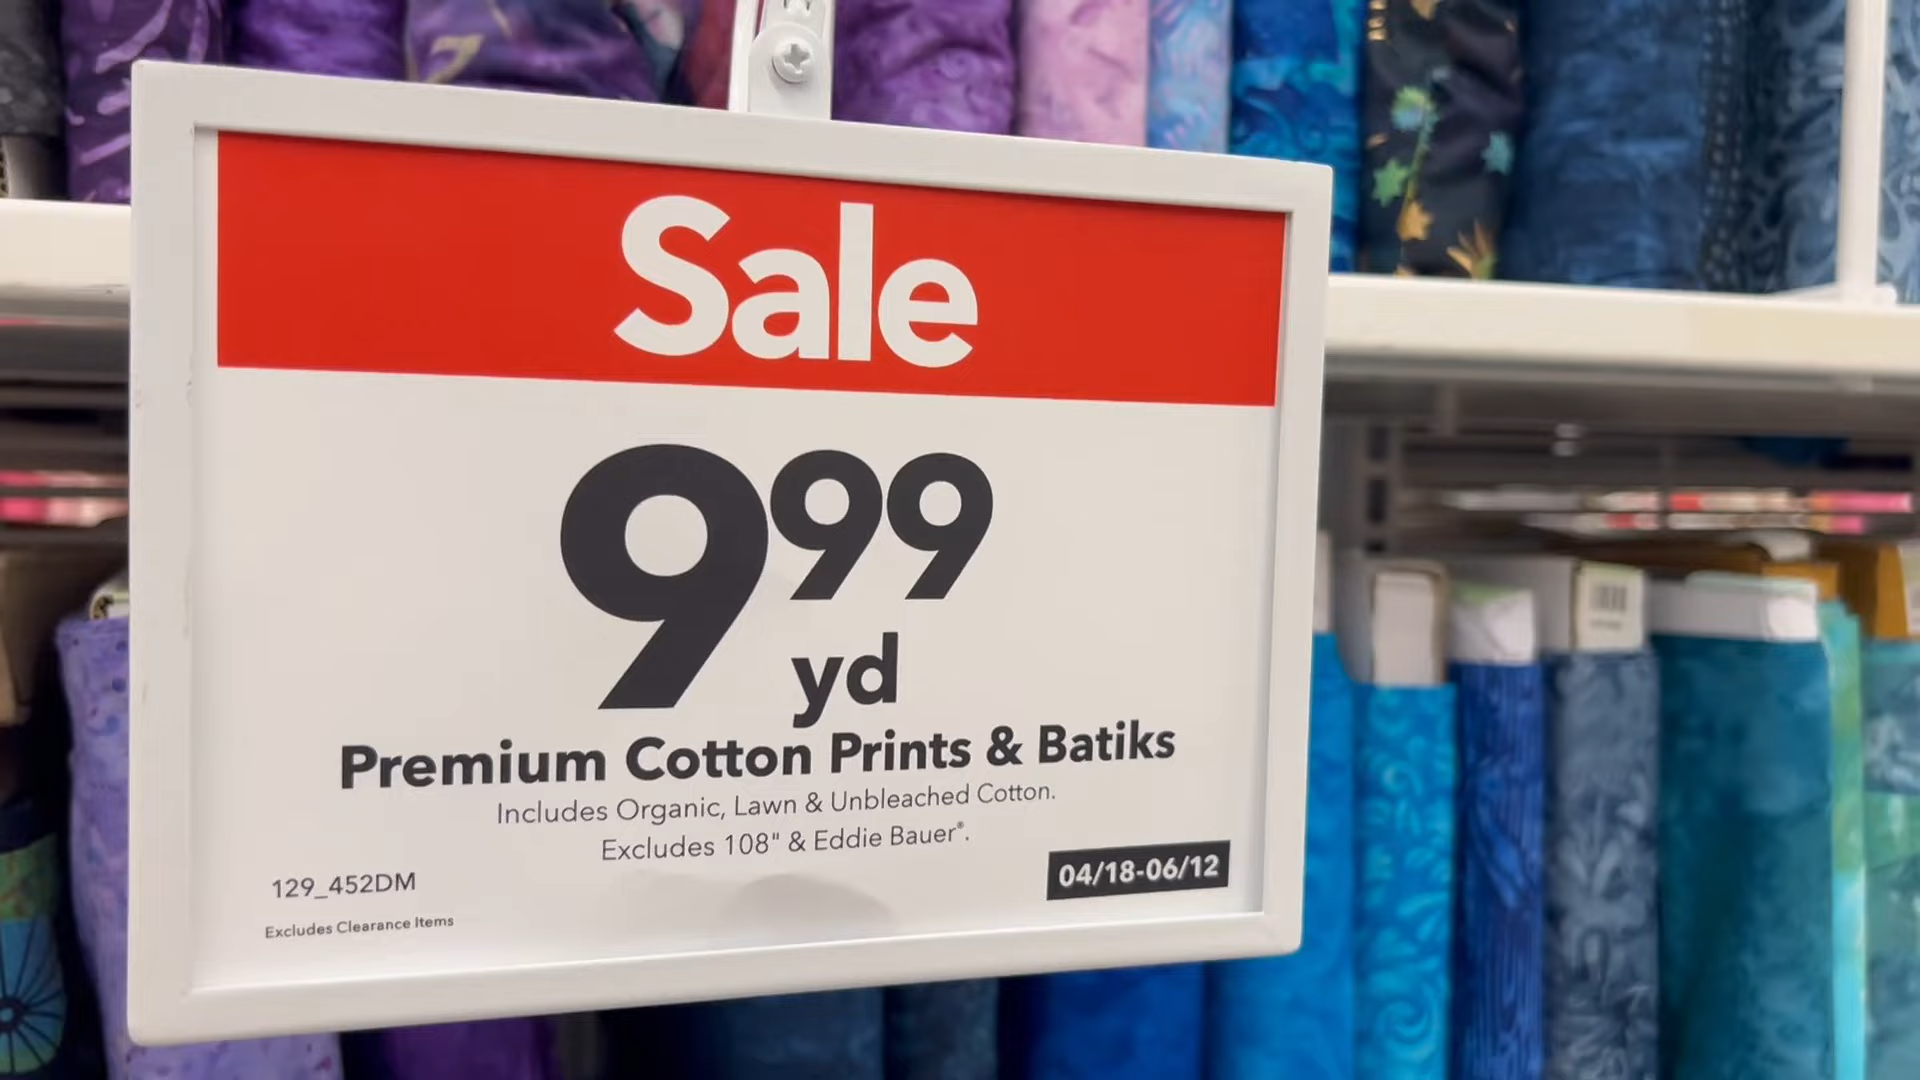 Sale
9 99
yd
Premium Cotton Prints & Batiks
Includes Organic, Lawn & Unbleached Cotton.
Excludes 108" & Eddie Bauer®.
04/18-06/12
129_452DM
Excludes Clearance Items